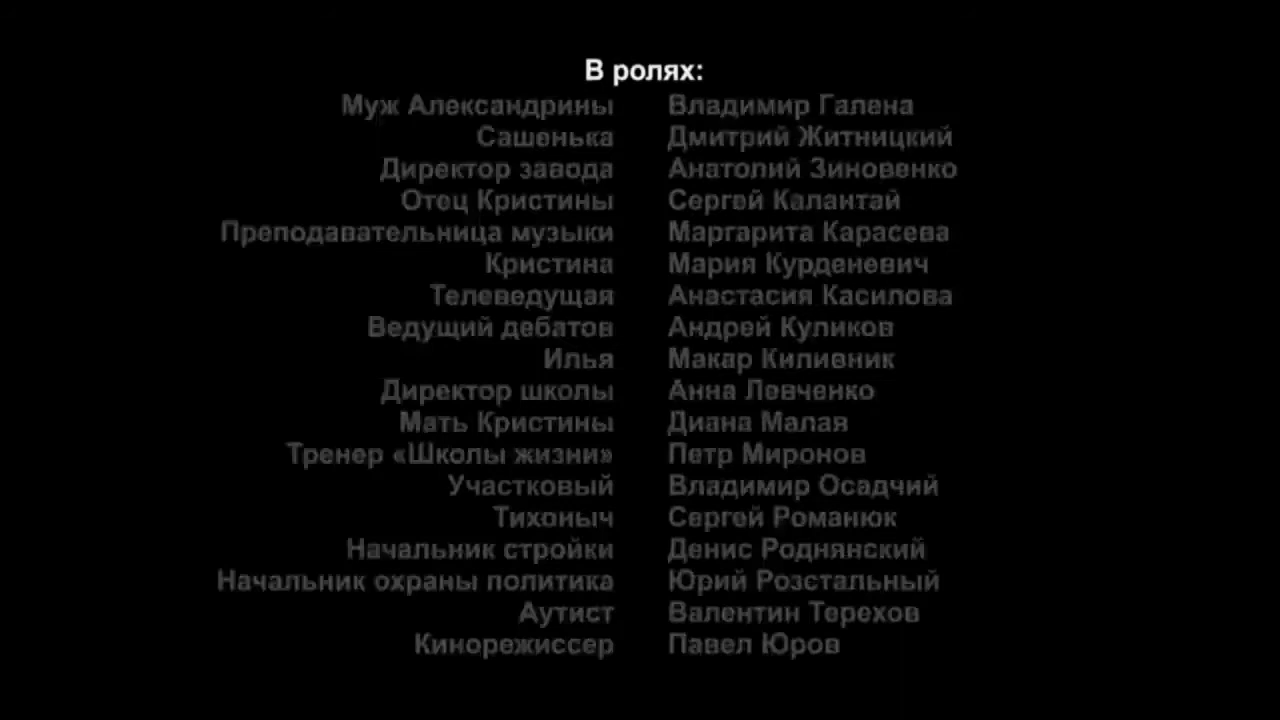 В ролях:
Муж Александрины Владимир Галена
Сашенька Дмитрий Житницкий
Директор завода Анатолий Зиновенко
Отец Кристины Сергей Калантай
Преподавательница музыки Маргарита Карасева
Кристина Мария Курденевич
Телеведущая Анастасия Касилова
Ведущий дебатов Андрей Куликов
Илья Макар Киливник
Директор школы Анна Левченко
Мать Кристины Диана Малая
Тренер «Школы жизни» Петр Миронов
Участковый Владимир Осадчий
Тихоныч Сергей Романюк
Начальник стройки Денис Роднянский
Начальник охраны политика Юрий Розстальный
Аутист Валентин Терехов
Кинорежиссер Павел Юров